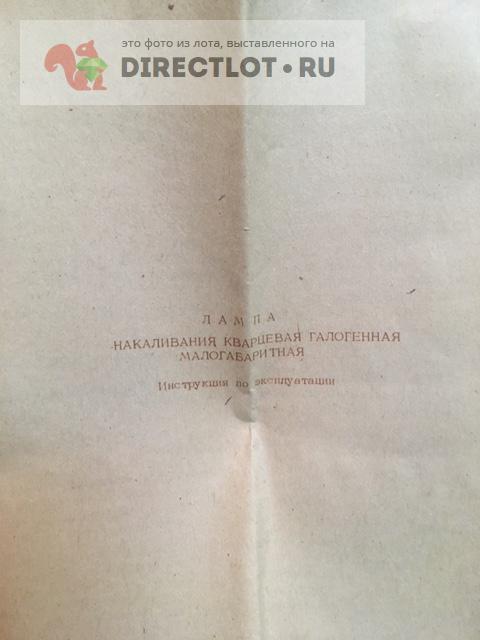 это фото из лота, выставленного на
DIRECTLOT.RU
ЛАМПА
НАКАЛИВАНИЯ КВАРЦЕВАЯ ГАЛОГЕННАЯ
МАЛОГАБАРИТНАЯ
Инструкция по эксплуатации